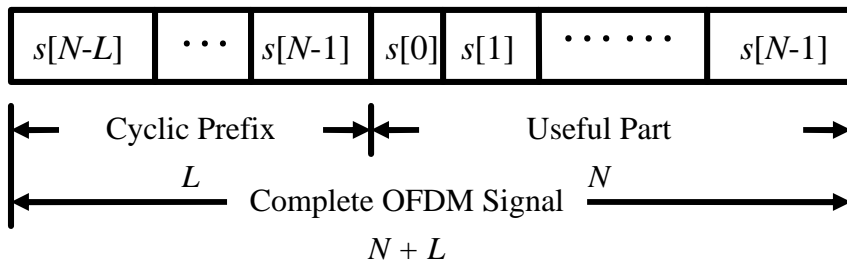 s[N-L] ··· s[N-1] s[0] s[1] ······ s[N-1]
Cyclic Prefix Useful Part
L N
Complete OFDM Signal
N + L